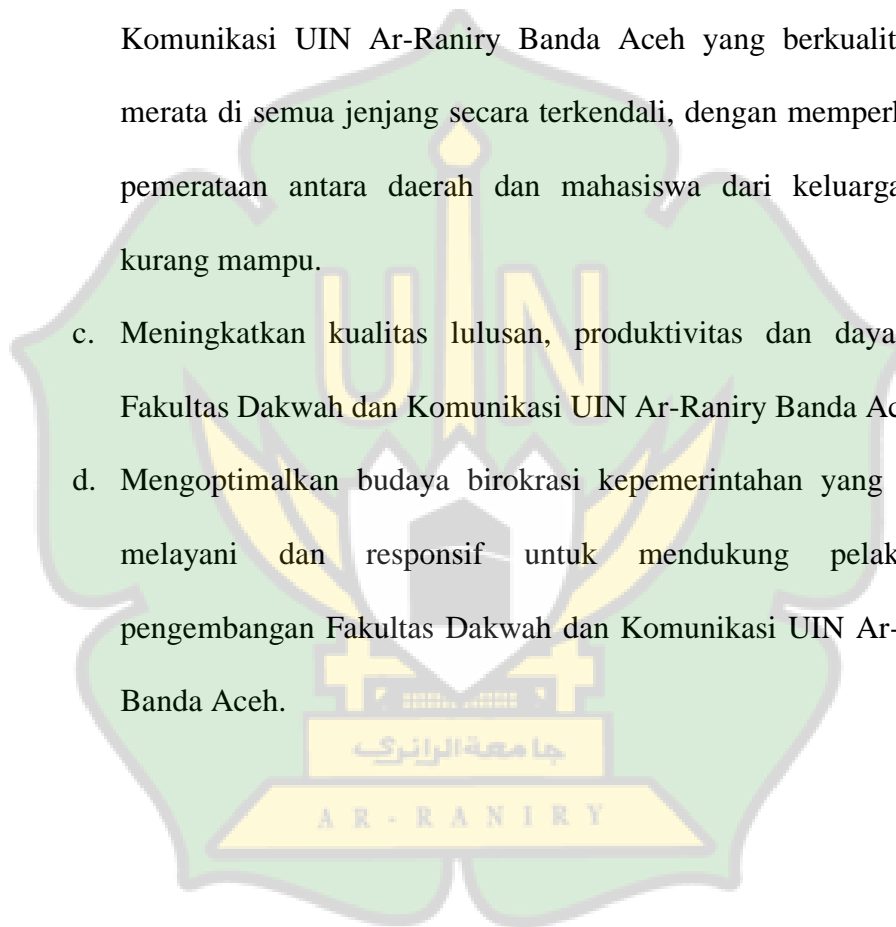 Komunikasi UIN Ar-Raniry Banda Aceh yang berkualit
merata di semua jenjang secara terkendali, dengan memperl
pemerataan antara daerah dan mahasiswa dari keluarga
kurang mampu.
c. Meningkatkan kualitas lulusan, produktivitas dan daya
Fakultas Dakwah dan Komunikasi UIN Ar-Raniry Banda Ac
d. Mengoptimalkan budaya birokrasi kepemerintahan yang
melayani dan responsif untuk mendukung pelak
pengembangan Fakultas Dakwah dan Komunikasi UIN Ar-
Banda Aceh.
UIN
جامعة الرانري
AR-RANIRY